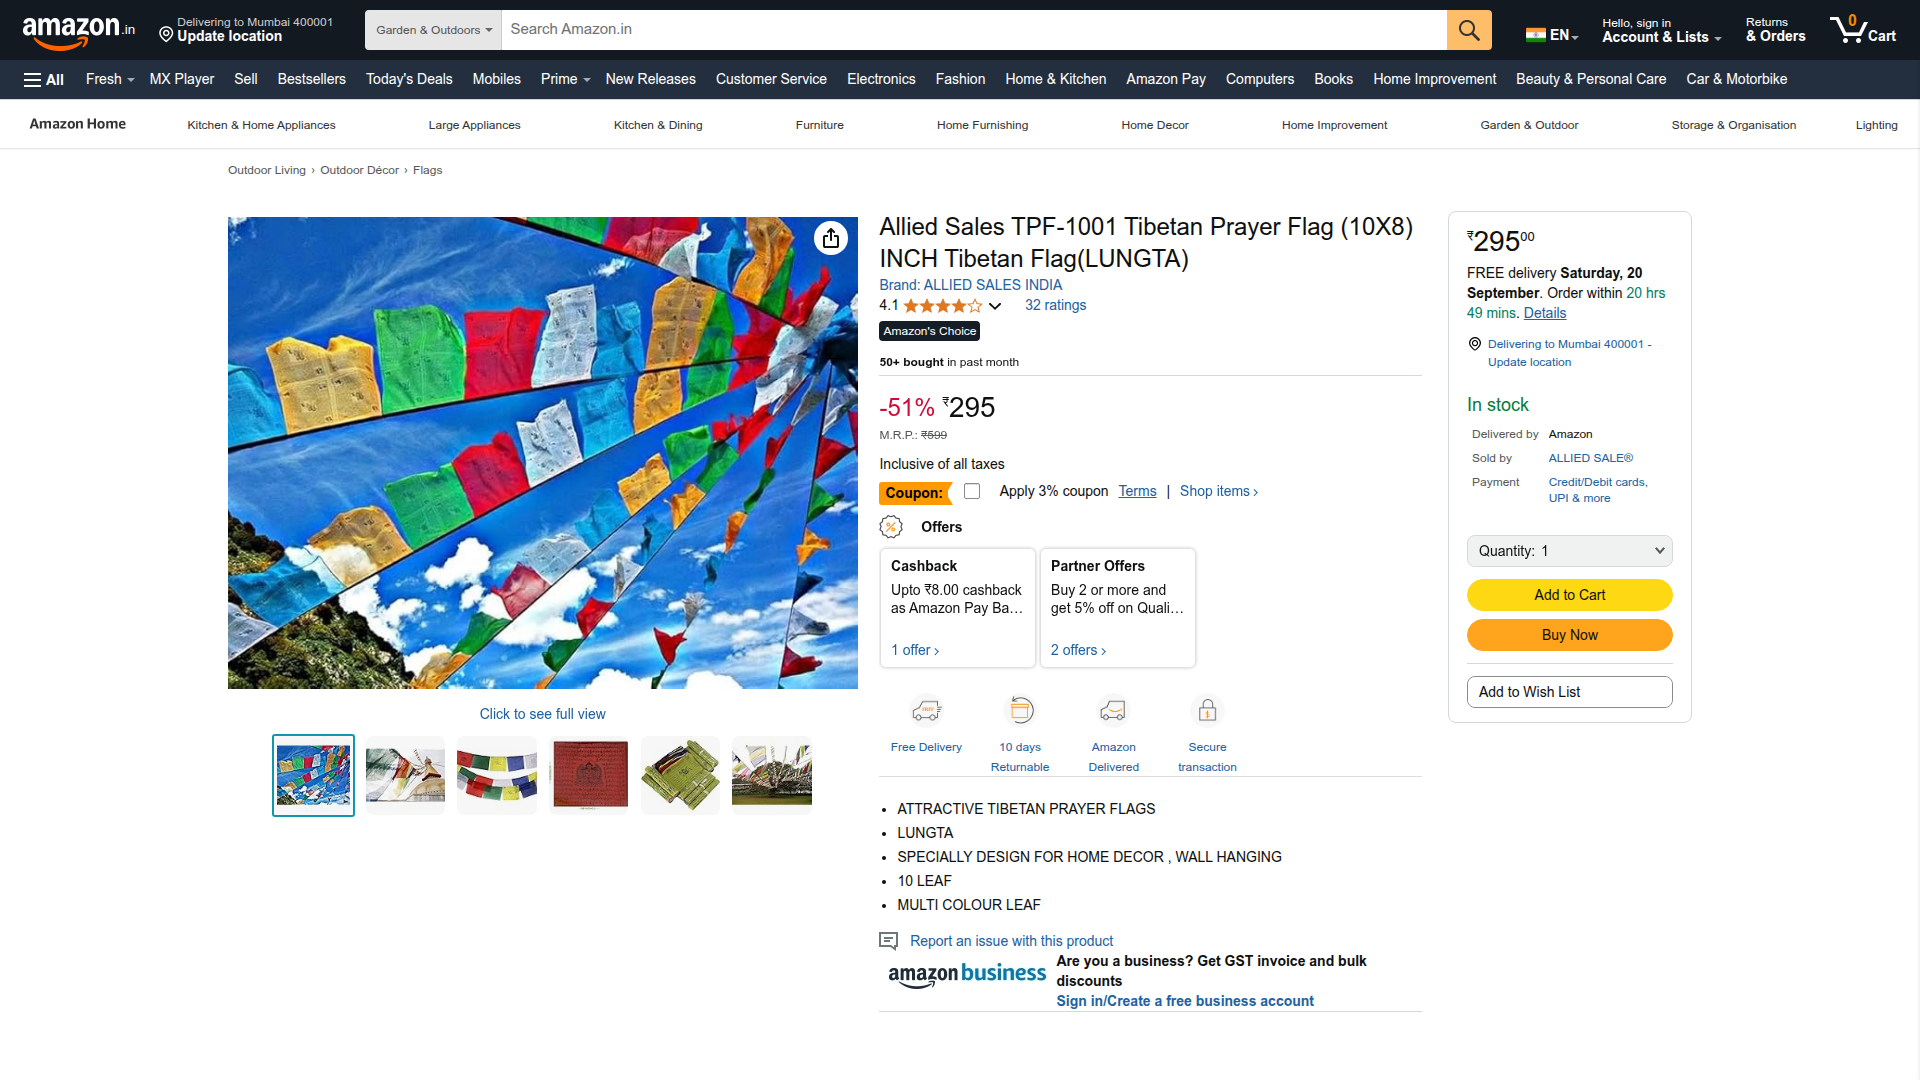 amazon.in
Delivering to Mumbai 400001
Update location
Garden & Outdoors
Search Amazon.in
EN
Hello, sign in
Account & Lists
Returns
& Orders
0
Cart
All
Fresh
MX Player
Sell
Bestsellers
Today's Deals
Mobiles
Prime
New Releases
Customer Service
Electronics
Fashion
Home & Kitchen
Amazon Pay
Computers
Books
Home Improvement
Beauty & Personal Care
Car & Motorbike
Amazon Home
Kitchen & Home Appliances
Large Appliances
Kitchen & Dining
Furniture
Home Furnishing
Home Decor
Home Improvement
Garden & Outdoor
Storage & Organisation
Lighting
Outdoor Living › Outdoor Décor › Flags
Click to see full view
Allied Sales TPF-1001 Tibetan Prayer Flag (10X8)
INCH Tibetan Flag(LUNGTA)
Brand: ALLIED SALES INDIA
4.1
32 ratings
Amazon's Choice
50+ bought in past month
-51% ₹295
M.R.P.: ₹599
Inclusive of all taxes
Coupon:
Apply 3% coupon Terms | Shop items ›
Offers
Cashback
Upto ₹8.00 cashback
as Amazon Pay Ba…
1 offer ›
Partner Offers
Buy 2 or more and
get 5% off on Quali…
2 offers ›
FREE
Free Delivery
10 days
Returnable
Amazon
Delivered
Secure
transaction
• ATTRACTIVE TIBETAN PRAYER FLAGS
• LUNGTA
• SPECIALLY DESIGN FOR HOME DECOR , WALL HANGING
• 10 LEAF
• MULTI COLOUR LEAF
Report an issue with this product
amazon business
Are you a business? Get GST invoice and bulk
discounts
Sign in/Create a free business account
₹29500
FREE delivery Saturday, 20
September. Order within 20 hrs
49 mins. Details
Delivering to Mumbai 400001 -
Update location
In stock
Delivered by Amazon
Sold by ALLIED SALE®
Payment Credit/Debit cards,
UPI & more
Quantity: 1
Add to Cart
Buy Now
Add to Wish List